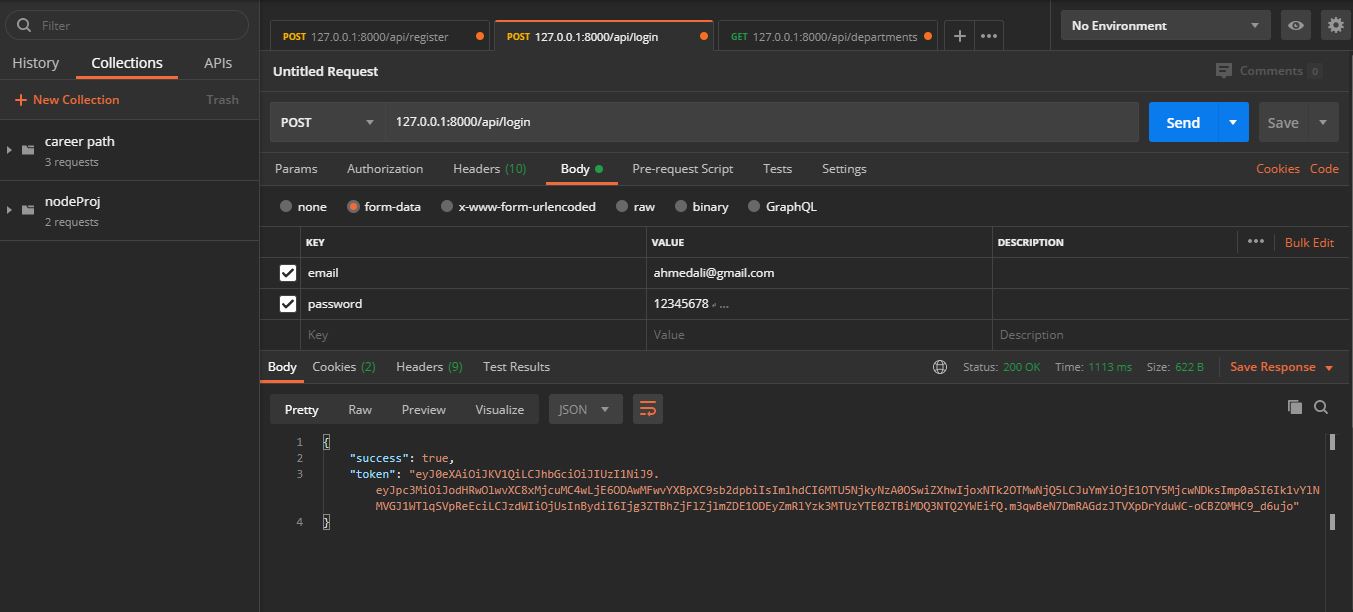 Filter
History Collections APIs
+ New Collection Trash
career path
3 requests
nodeProj
2 requests
POST 127.0.0.1:8000/api/register POST 127.0.0.1:8000/api/login GET 127.0.0.1:8000/api/departments + •••
No Environment
Untitled Request Comments 0
POST 127.0.0.1:8000/api/login Send Save
Params Authorization Headers (10) Body Pre-request Script Tests Settings Cookies Code
none form-data x-www-form-urlencoded raw binary GraphQL
KEY VALUE DESCRIPTION ••• Bulk Edit
email ahmedali@gmail.com
password 12345678 ...
Key Value Description
Body Cookies (2) Headers (9) Test Results Status: 200 OK Time: 1113 ms Size: 622 B Save Response
Pretty Raw Preview Visualize JSON
1 {
2 "success": true,
3 "token": "eyJ0eXAiOiJKV1QiLCJhbGciOiJIUzI1NiJ9.
4 }